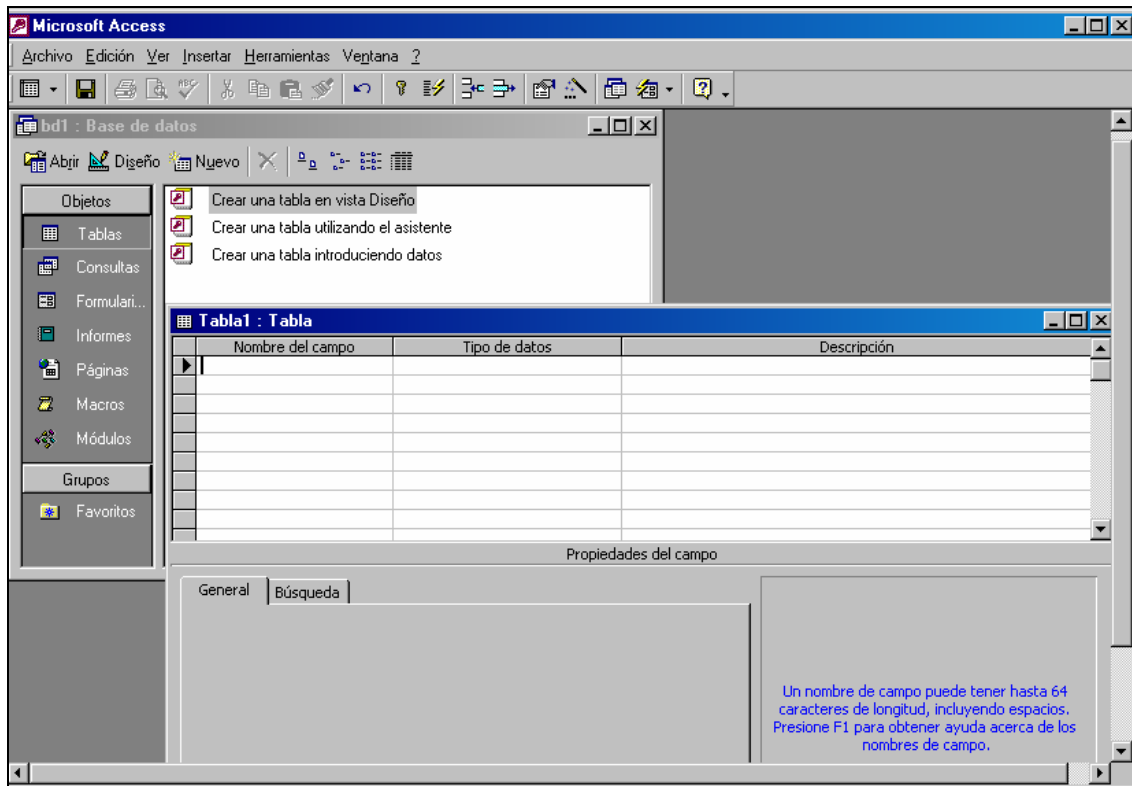 Microsoft Access
Archivo Edición Ver Insertar Herramientas Ventana ?
bd1 : Base de datos
Abrir Diseño Nuevo
Objetos
Tablas
Consultas
Formulari...
Informes
Páginas
Macros
Módulos
Grupos
Favoritos
Crear una tabla en vista Diseño
Crear una tabla utilizando el asistente
Crear una tabla introduciendo datos
Tabla1 : Tabla
Nombre del campo Tipo de datos Descripción
Propiedades del campo
General Búsqueda
Un nombre de campo puede tener hasta 64
caracteres de longitud, incluyendo espacios.
Presione F1 para obtener ayuda acerca de los
nombres de campo.